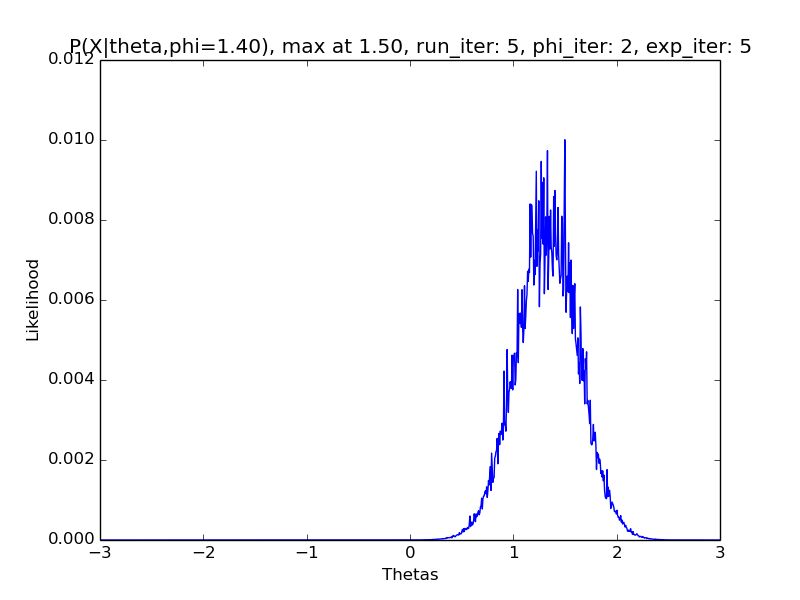 P(X|theta,phi=1.40), max at 1.50, run_iter: 5, phi_iter: 2, exp_iter: 5
0.012
0.010
0.008
0.006
0.004
0.002
0.000
Likelihood
−3 −2 −1 0 1 2 3
Thetas